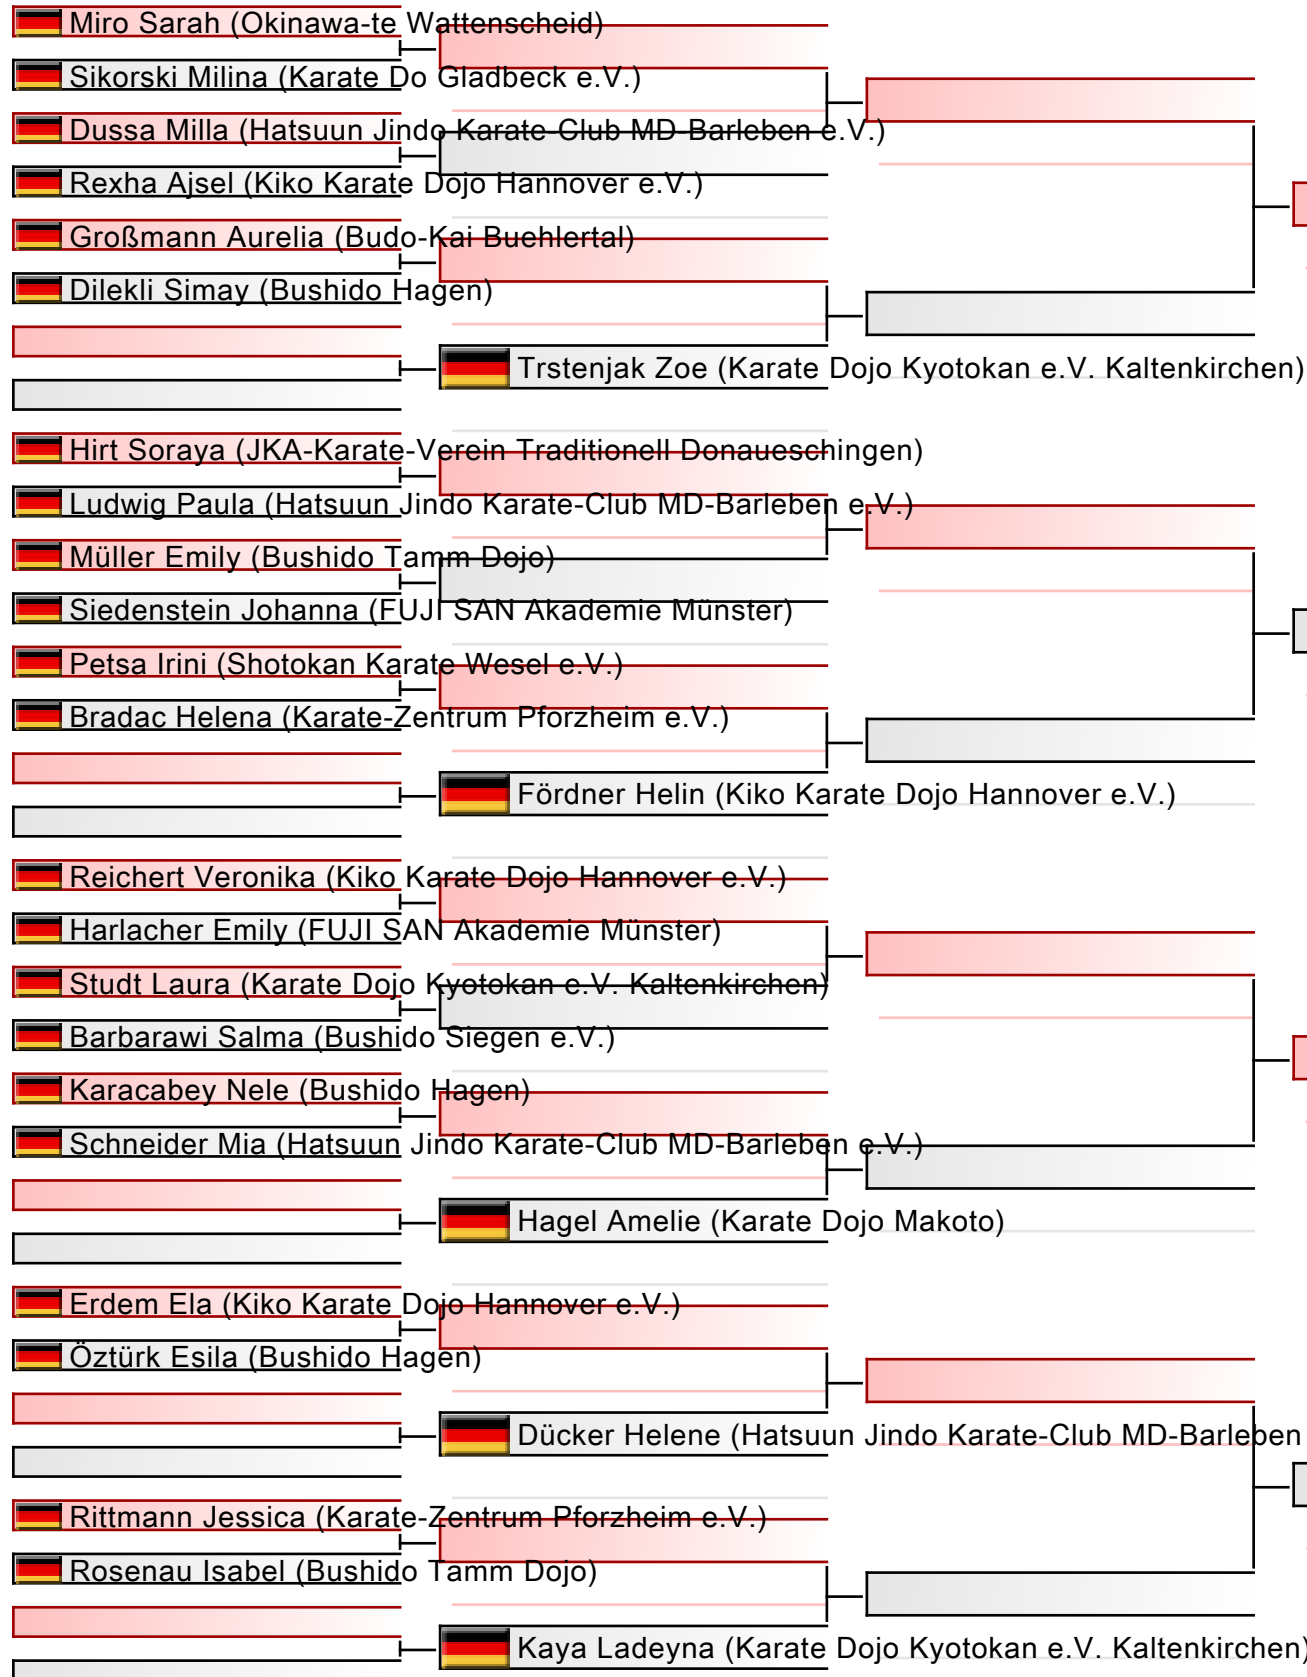 Miro Sarah (Okinawa-te Wattenscheid)
Sikorski Milina (Karate Do Gladbeck e.V.)
Dussa Milla (Hatsuun Jindo Karate-Club MD-Barleben e.V.)
Rexha Ajsel (Kiko Karate Dojo Hannover e.V.)
Großmann Aurelia (Budo-Kai Buehlertal)
Dilekli Simay (Bushido Hagen)
Trstenjak Zoe (Karate Dojo Kyotokan e.V. Kaltenkirchen)
Hirt Soraya (JKA-Karate-Verein Traditionell Donaueschingen)
Ludwig Paula (Hatsuun Jindo Karate-Club MD-Barleben e.V.)
Müller Emily (Bushido Tamm Dojo)
Siedenstein Johanna (FUJI SAN Akademie Münster)
Petsa Irini (Shotokan Karate Wesel e.V.)
Bradac Helena (Karate-Zentrum Pforzheim e.V.)
Fördner Helin (Kiko Karate Dojo Hannover e.V.)
Reichert Veronika (Kiko Karate Dojo Hannover e.V.)
Harlacher Emily (FUJI SAN Akademie Münster)
Studt Laura (Karate Dojo Kyotokan e.V. Kaltenkirchen)
Barbarawi Salma (Bushido Siegen e.V.)
Karacabey Nele (Bushido Hagen)
Schneider Mia (Hatsuun Jindo Karate-Club MD-Barleben e.V.)
Hagel Amelie (Karate Dojo Makoto)
Erdem Ela (Kiko Karate Dojo Hannover e.V.)
Öztürk Esila (Bushido Hagen)
Dücker Helene (Hatsuun Jindo Karate-Club MD-Barleben
Rittmann Jessica (Karate-Zentrum Pforzheim e.V.)
Rosenau Isabel (Bushido Tamm Dojo)
Kaya Ladeyna (Karate Dojo Kyotokan e.V. Kaltenkirchen)